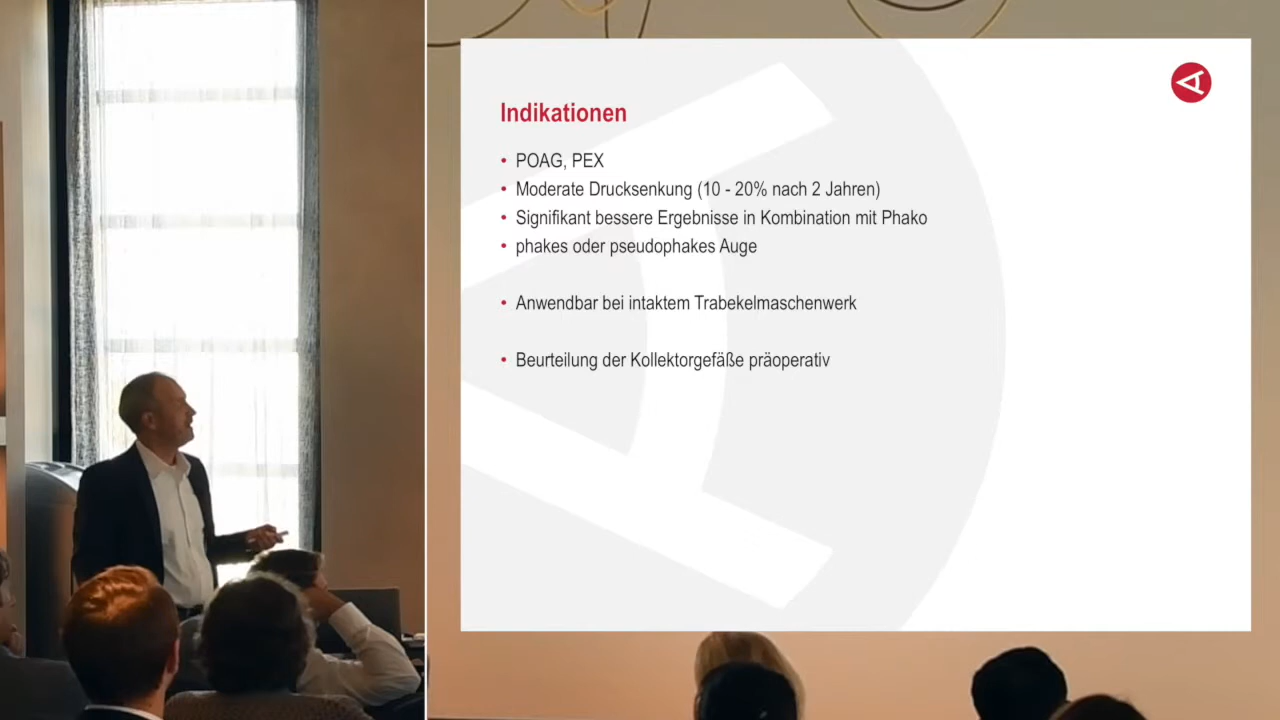 Indikationen
• POAG, PEX
• Moderate Drucksenkung (10 - 20% nach 2 Jahren)
• Signifikant bessere Ergebnisse in Kombination mit Phako
• phakes oder pseudophakes Auge
• Anwendbar bei intaktem Trabekelmaschenwerk
• Beurteilung der Kollektorgefäße präoperativ